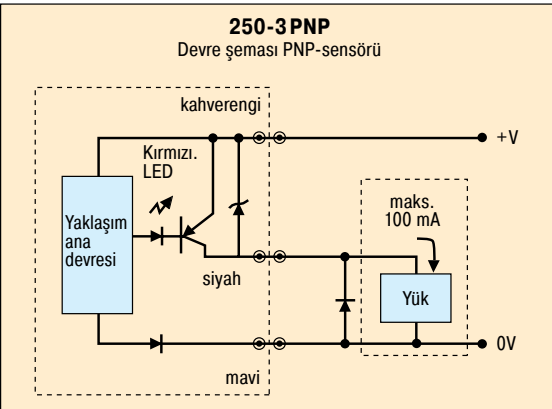 250-3 PNP
Devre şeması PNP-sensörü
kahverengi
+V
Kırmızı.
LED
maks.
100 mA
Yaklaşım
ana
devresi
siyah
Yük
0V
mavi